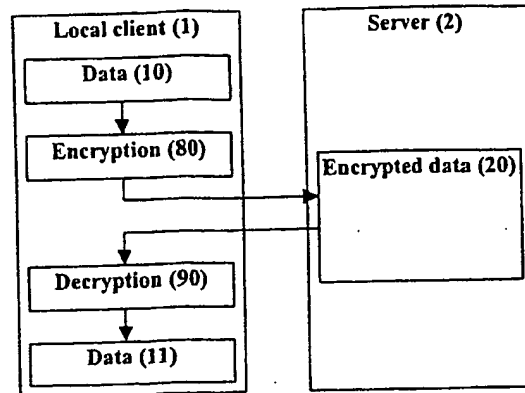 Local client (1)
Data (10)
Encryption (80)
Decryption (90)
Data (11)
Server (2)
Encrypted data (20)